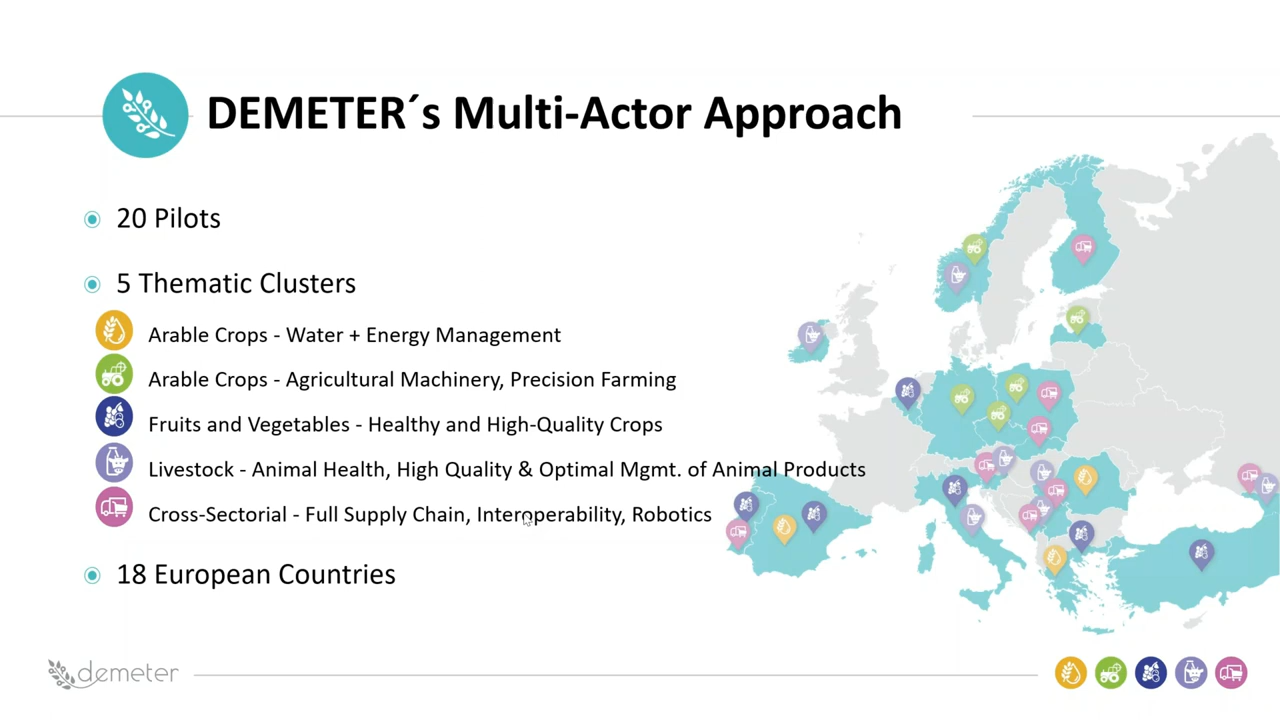 DEMETER´s Multi-Actor Approach
20 Pilots
5 Thematic Clusters
Arable Crops - Water + Energy Management
Arable Crops - Agricultural Machinery, Precision Farming
Fruits and Vegetables - Healthy and High-Quality Crops
Livestock - Animal Health, High Quality & Optimal Mgmt. of Animal Products
Cross-Sectorial - Full Supply Chain, Interoperability, Robotics
18 European Countries
demeter